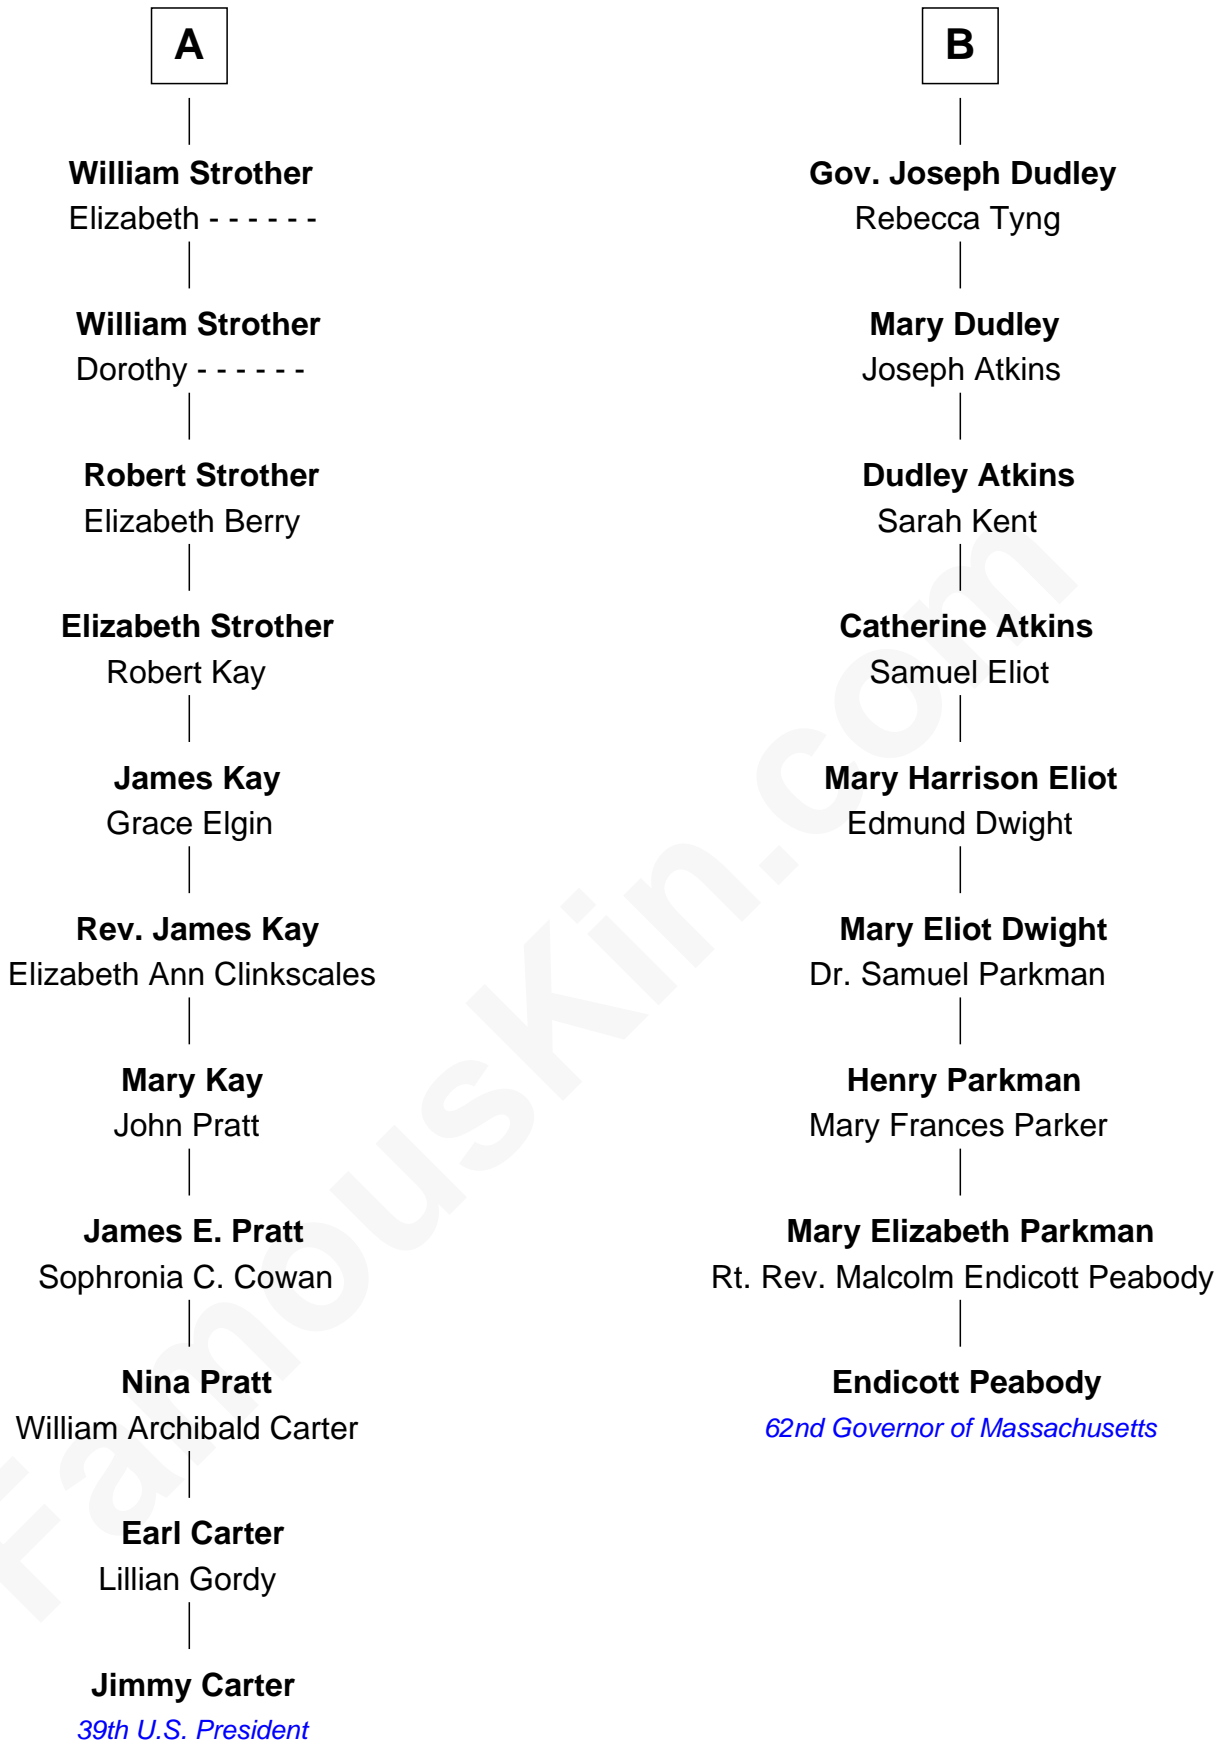 A
William Strother
Elizabeth - - - - - -
William Strother
Dorothy - - - - - -
Robert Strother
Elizabeth Berry
Elizabeth Strother
Robert Kay
James Kay
Grace Elgin
Rev. James Kay
Elizabeth Ann Clinkscales
Mary Kay
John Pratt
James E. Pratt
Sophronia C. Cowan
Nina Pratt
William Archibald Carter
Earl Carter
Lillian Gordy
Jimmy Carter
39th U.S. President
B
Gov. Joseph Dudley
Rebecca Tyng
Mary Dudley
Joseph Atkins
Dudley Atkins
Sarah Kent
Catherine Atkins
Samuel Eliot
Mary Harrison Eliot
Edmund Dwight
Mary Eliot Dwight
Dr. Samuel Parkman
Henry Parkman
Mary Frances Parker
Mary Elizabeth Parkman
Rt. Rev. Malcolm Endicott Peabody
Endicott Peabody
62nd Governor of Massachusetts
FamousKin.com